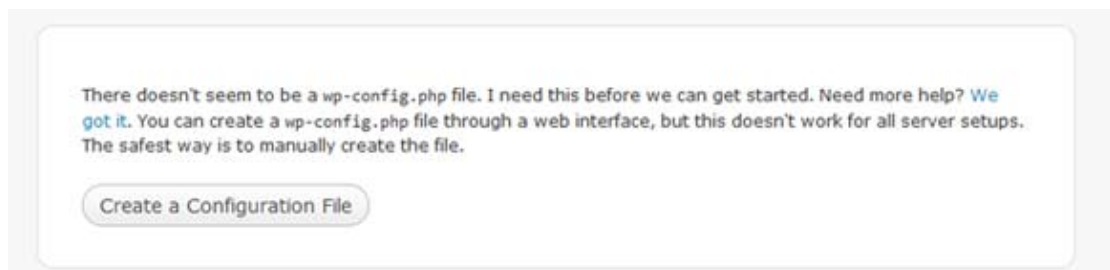 There doesn't seem to be a wp-config.php file. I need this before we can get started. Need more help? We
got it. You can create a wp-config.php file through a web interface, but this doesn't work for all server setups.
The safest way is to manually create the file.
Create a Configuration File